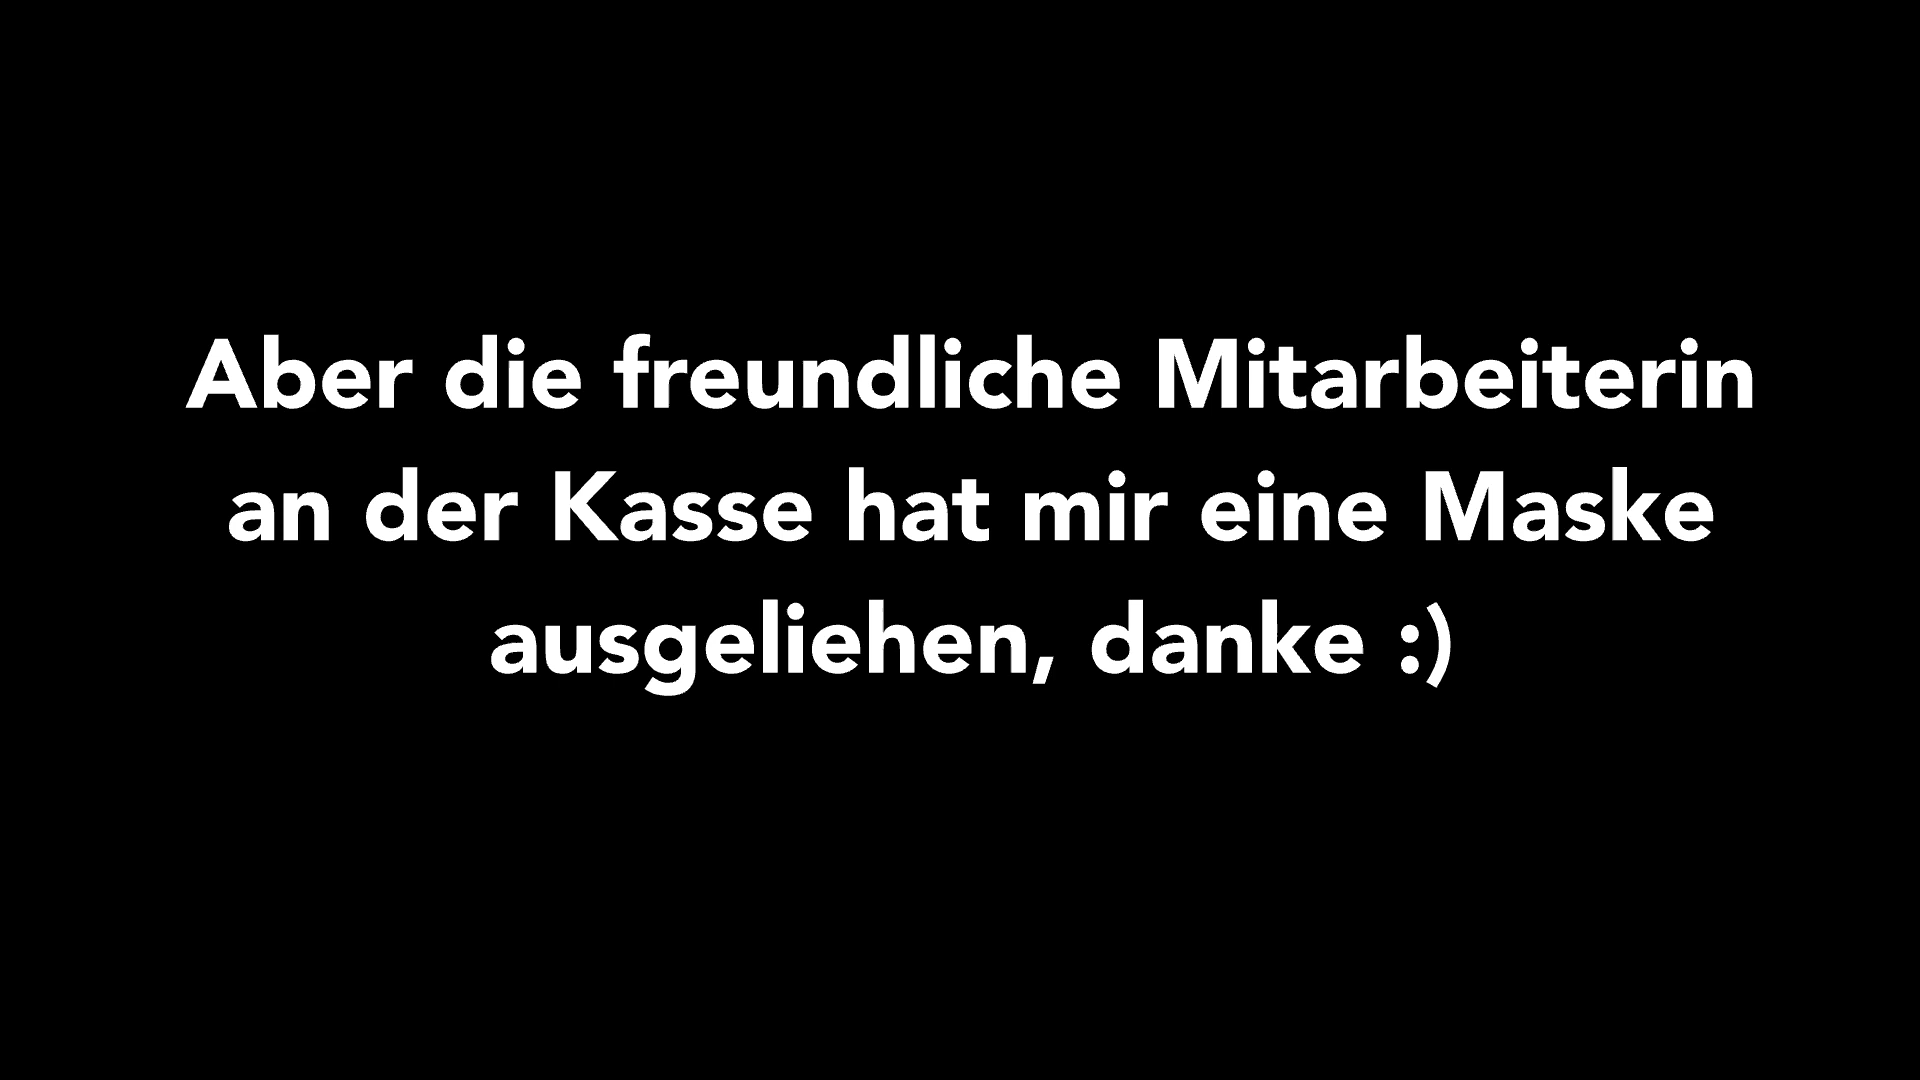 Aber die freundliche Mitarbeiterin
an der Kasse hat mir eine Maske
ausgeliehen, danke :)